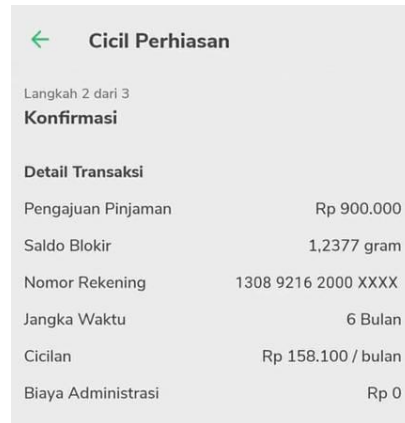 Cicil Perhiasan
Langkah 2 dari 3
Konfirmasi
Detail Transaksi
Pengajuan Pinjaman Rp 900.000
Saldo Blokir 1,2377 gram
Nomor Rekening 1308 9216 2000 XXXX
Jangka Waktu 6 Bulan
Cicilan Rp 158.100 / bulan
Biaya Administrasi Rp 0